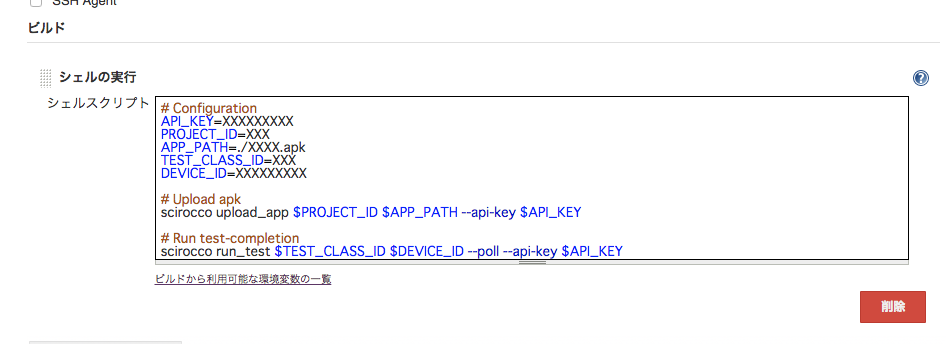 SSH Agent
ビルド
シェルの実行
シェルスクリプト
# Configuration
API_KEY=XXXXXXXXX
PROJECT_ID=XXX
APP_PATH=./XXXX.apk
TEST_CLASS_ID=XXX
DEVICE_ID=XXXXXXXXX
# Upload apk
scirocco upload_app $PROJECT_ID $APP_PATH --api-key $API_KEY
# Run test-completion
scirocco run_test $TEST_CLASS_ID $DEVICE_ID --poll --api-key $API_KEY
ビルドから利用可能な環境変数の一覧
削除